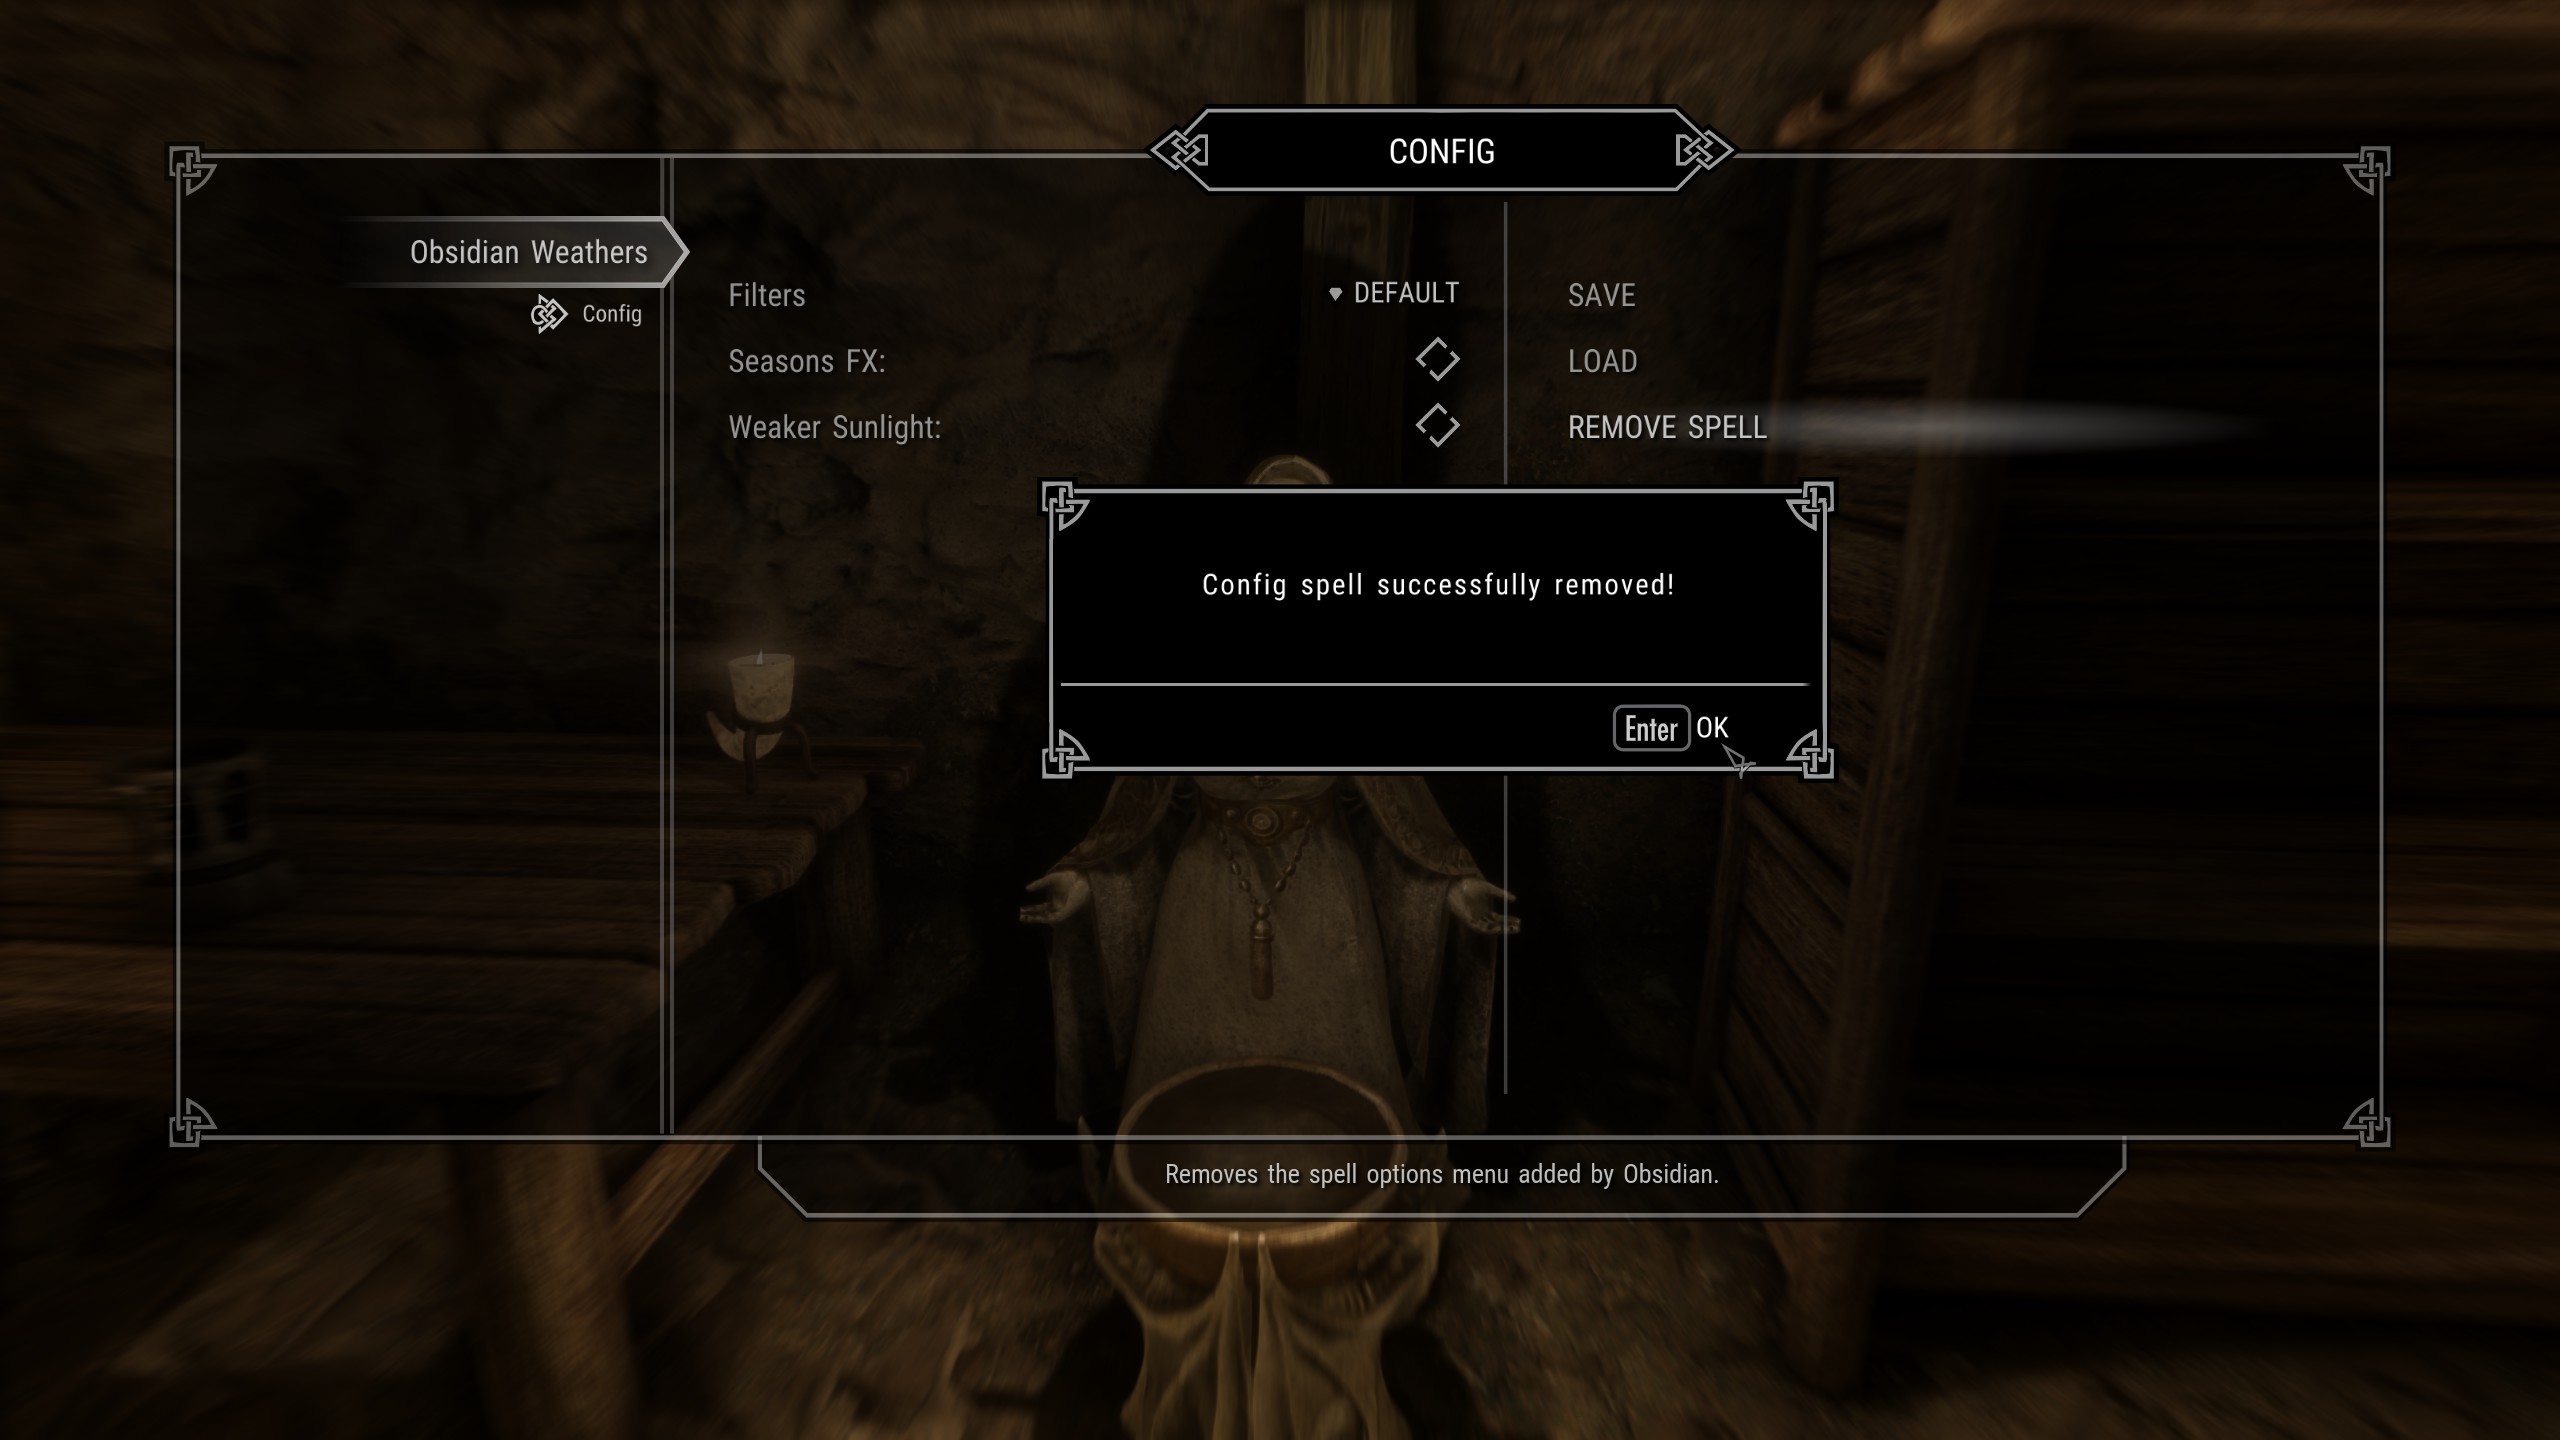 CONFIG
Obsidian Weathers
Config
Filters
DEFAULT
Seasons FX:
Weaker Sunlight:
SAVE
LOAD
REMOVE SPELL
Config spell successfully removed!
Enter OK
Removes the spell options menu added by Obsidian.